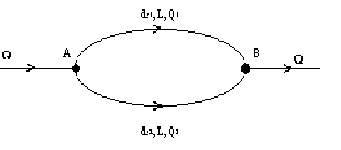 d₁, L, Q₁
A
B
Q
Q
d₂, L, Q₂